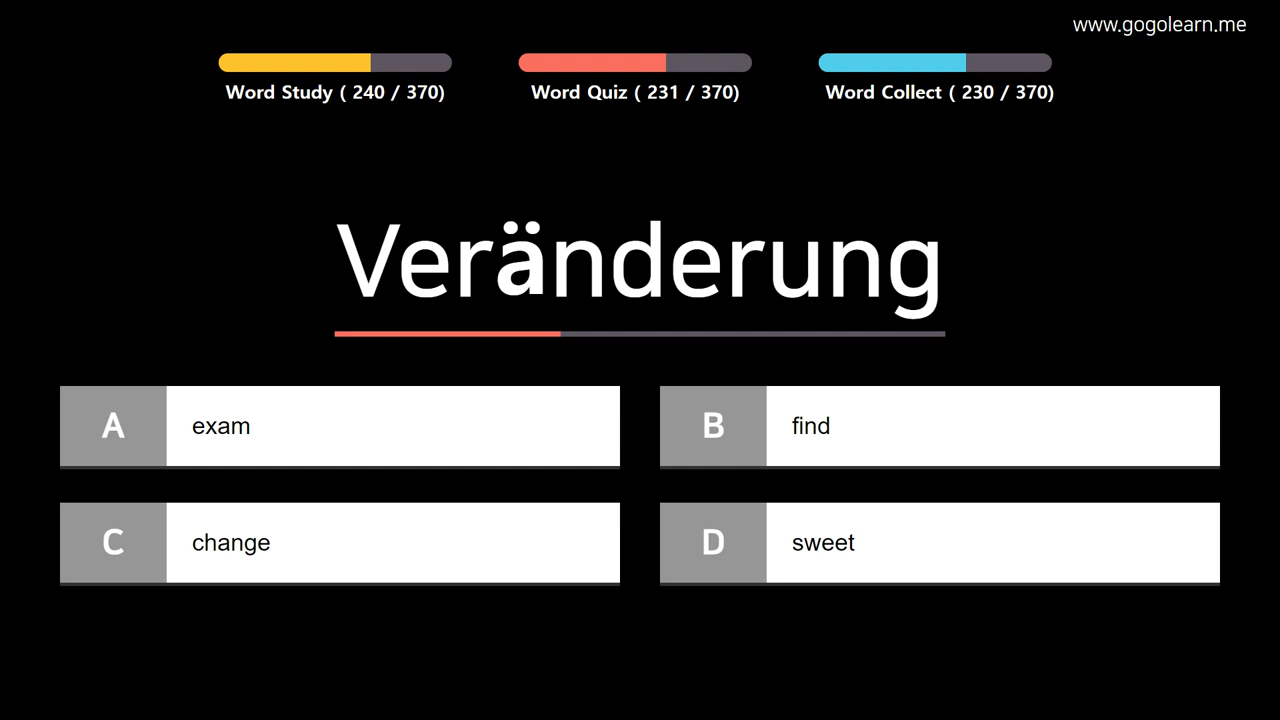 www.gogolearn.me
Word Study ( 240 / 370)
Word Quiz ( 231 / 370)
Word Collect ( 230 / 370)
Veränderung
A exam
B find
C change
D sweet